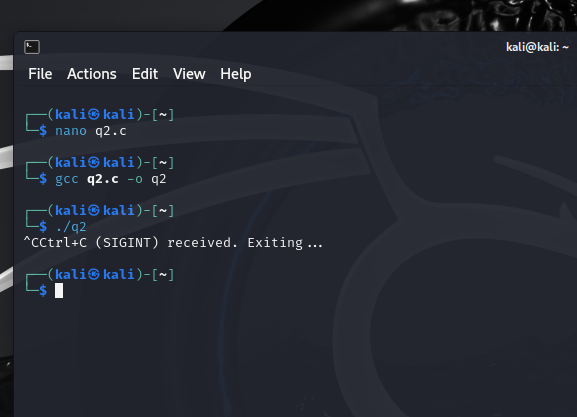 kali@kali: ~
File Actions Edit View Help
┌──(kali㉿kali)-[~]
└─$ nano q2.c
┌──(kali㉿kali)-[~]
└─$ gcc q2.c -o q2
┌──(kali㉿kali)-[~]
└─$ ./q2
^CCtrl+C (SIGINT) received. Exiting...
┌──(kali㉿kali)-[~]
└─$